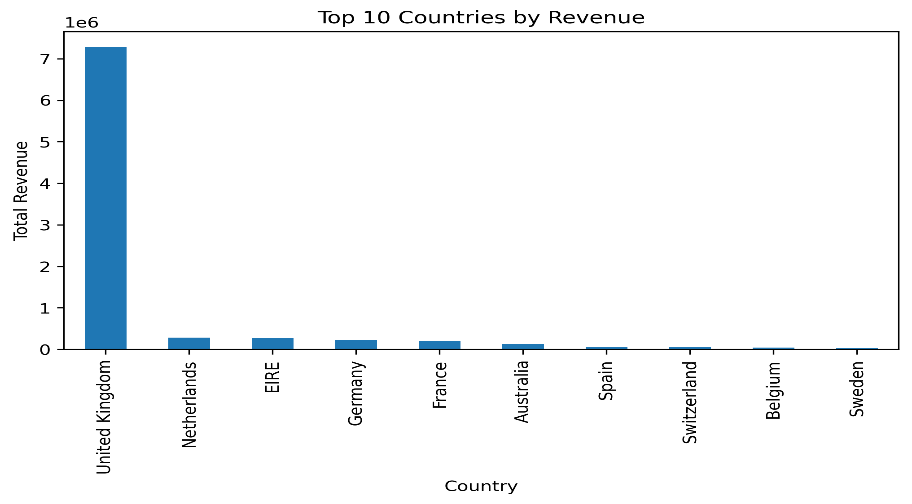 Top 10 Countries by Revenue
1e6
7
6
5
4
3
2
1
0
Total Revenue
United Kingdom
Netherlands
EIRE
Germany
France
Australia
Spain
Switzerland
Belgium
Sweden
Country